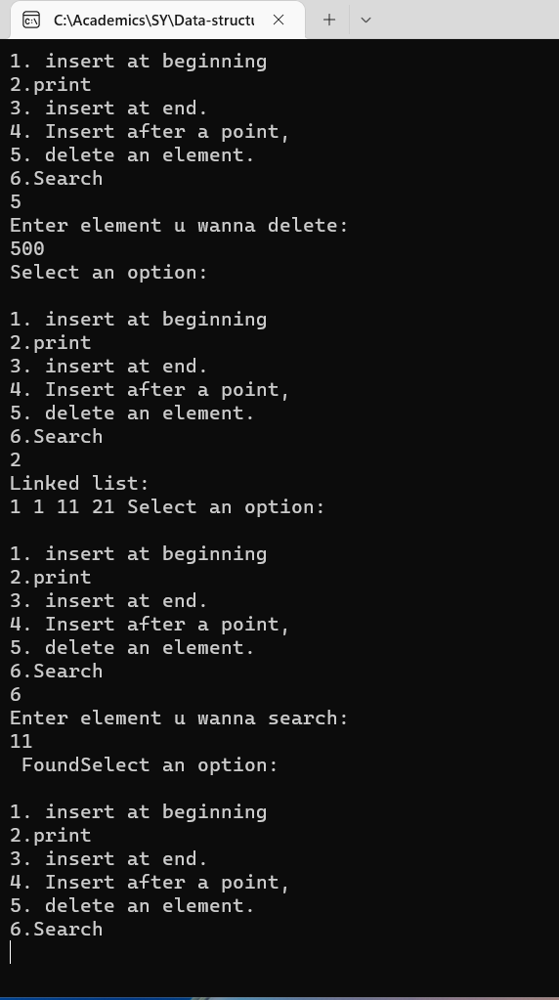 C:\Academics\SY\Data-structu
1. insert at beginning
2.print
3. insert at end.
4. Insert after a point,
5. delete an element.
6.Search
5
Enter element u wanna delete:
500
Select an option:
1. insert at beginning
2.print
3. insert at end.
4. Insert after a point,
5. delete an element.
6.Search
2
Linked list:
1 1 11 21 Select an option:
1. insert at beginning
2.print
3. insert at end.
4. Insert after a point,
5. delete an element.
6.Search
6
Enter element u wanna search:
11
 FoundSelect an option:
1. insert at beginning
2.print
3. insert at end.
4. Insert after a point,
5. delete an element.
6.Search